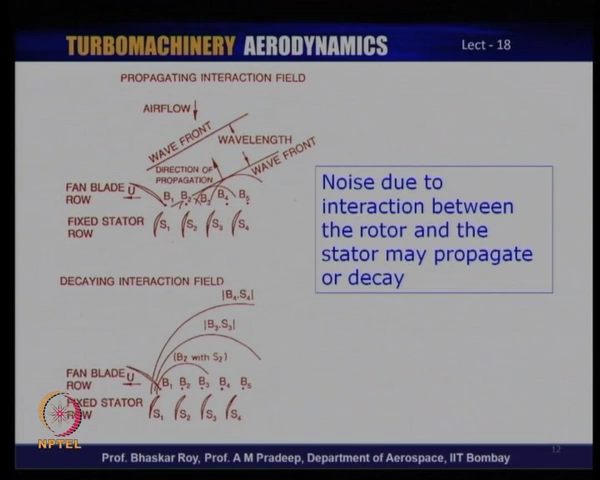 TURBOMACHINERY AERODYNAMICS
Lect - 18
PROPAGATING INTERACTION FIELD
AIRFLOW
WAVE FRONT
WAVELENGTH
WAVE FRONT
DIRECTION OF
PROPAGATION
FAN BLADE U
ROW
B1 B2 B3 B4 B5
FIXED STATOR
ROW
S1 S2 S3 S4
Noise due to
interaction between
the rotor and the
stator may propagate
or decay
DECAYING INTERACTION FIELD
|B4,S4|
|B3,S3|
(B2 with S2)
FAN BLADE U
ROW
B1 B2 B3 B4 B5
FIXED STATOR
ROW
S1 S2 S3 S4
NPTEL
Prof. Bhaskar Roy, Prof. A M Pradeep, Department of Aerospace, IIT Bombay
12